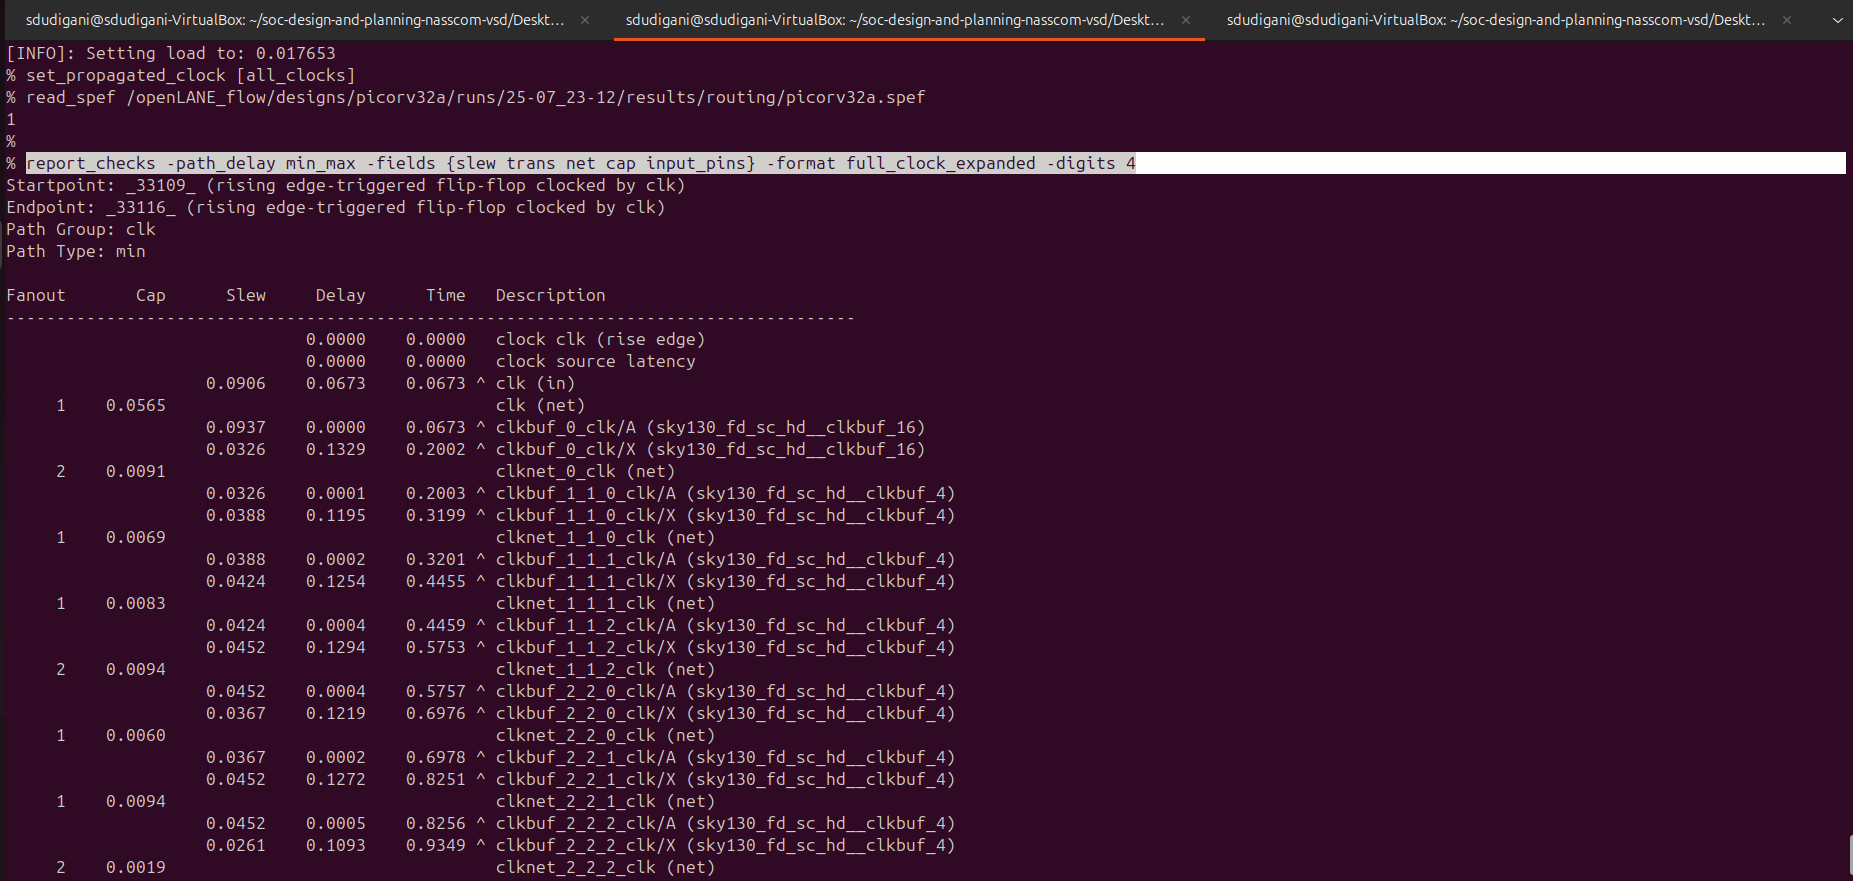 sdudigani@sdudigani-VirtualBox: ~/soc-design-and-planning-nasscom-vsd/Deskt... × sdudigani@sdudigani-VirtualBox: ~/soc-design-and-planning-nasscom-vsd/Deskt... × sdudigani@sdudigani-VirtualBox: ~/soc-design-and-planning-nasscom-vsd/Deskt... ×
[INFO]: Setting load to: 0.017653
% set_propagated_clock [all_clocks]
% read_spef /openLANE_flow/designs/picorv32a/runs/25-07_23-12/results/routing/picorv32a.spef
1
%
% report_checks -path_delay min_max -fields {slew trans net cap input_pins} -format full_clock_expanded -digits 4
Startpoint: _33109_ (rising edge-triggered flip-flop clocked by clk)
Endpoint: _33116_ (rising edge-triggered flip-flop clocked by clk)
Path Group: clk
Path Type: min
Fanout       Cap      Slew     Delay      Time   Description
-------------------------------------------------------------------------------------
0.0000    0.0000   clock clk (rise edge)
0.0000    0.0000   clock source latency
0.0906    0.0673    0.0673 ^ clk (in)
1    0.0565                                 clk (net)
0.0937    0.0000    0.0673 ^ clkbuf_0_clk/A (sky130_fd_sc_hd__clkbuf_16)
0.0326    0.1329    0.2002 ^ clkbuf_0_clk/X (sky130_fd_sc_hd__clkbuf_16)
2    0.0091                                 clknet_0_clk (net)
0.0326    0.0001    0.2003 ^ clkbuf_1_1_0_clk/A (sky130_fd_sc_hd__clkbuf_4)
0.0388    0.1195    0.3199 ^ clkbuf_1_1_0_clk/X (sky130_fd_sc_hd__clkbuf_4)
1    0.0069                                 clknet_1_1_0_clk (net)
0.0388    0.0002    0.3201 ^ clkbuf_1_1_1_clk/A (sky130_fd_sc_hd__clkbuf_4)
0.0424    0.1254    0.4455 ^ clkbuf_1_1_1_clk/X (sky130_fd_sc_hd__clkbuf_4)
1    0.0083                                 clknet_1_1_1_clk (net)
0.0424    0.0004    0.4459 ^ clkbuf_1_1_2_clk/A (sky130_fd_sc_hd__clkbuf_4)
0.0452    0.1294    0.5753 ^ clkbuf_1_1_2_clk/X (sky130_fd_sc_hd__clkbuf_4)
2    0.0094                                 clknet_1_1_2_clk (net)
0.0452    0.0004    0.5757 ^ clkbuf_2_2_0_clk/A (sky130_fd_sc_hd__clkbuf_4)
0.0367    0.1219    0.6976 ^ clkbuf_2_2_0_clk/X (sky130_fd_sc_hd__clkbuf_4)
1    0.0060                                 clknet_2_2_0_clk (net)
0.0367    0.0002    0.6978 ^ clkbuf_2_2_1_clk/A (sky130_fd_sc_hd__clkbuf_4)
0.0452    0.1272    0.8251 ^ clkbuf_2_2_1_clk/X (sky130_fd_sc_hd__clkbuf_4)
1    0.0094                                 clknet_2_2_1_clk (net)
0.0452    0.0005    0.8256 ^ clkbuf_2_2_2_clk/A (sky130_fd_sc_hd__clkbuf_4)
0.0261    0.1093    0.9349 ^ clkbuf_2_2_2_clk/X (sky130_fd_sc_hd__clkbuf_4)
2    0.0019                                 clknet_2_2_2_clk (net)